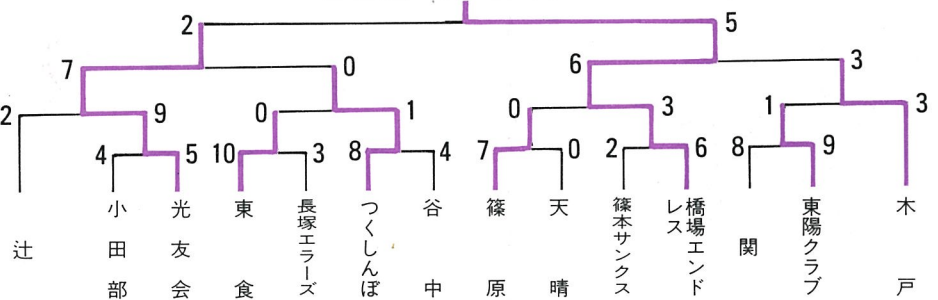 2 5
7 0 6 3
2 9 0 1 0 3 1 3
4 5 10 3 8 4 7 0 2 6 8 9
辻
小田部
光友会
東食
長塚エラーズ
つくしんぼ
谷中
篠原
天晴
篠本サンクス
橋場エンド
レス
関
東陽クラブ
木戸